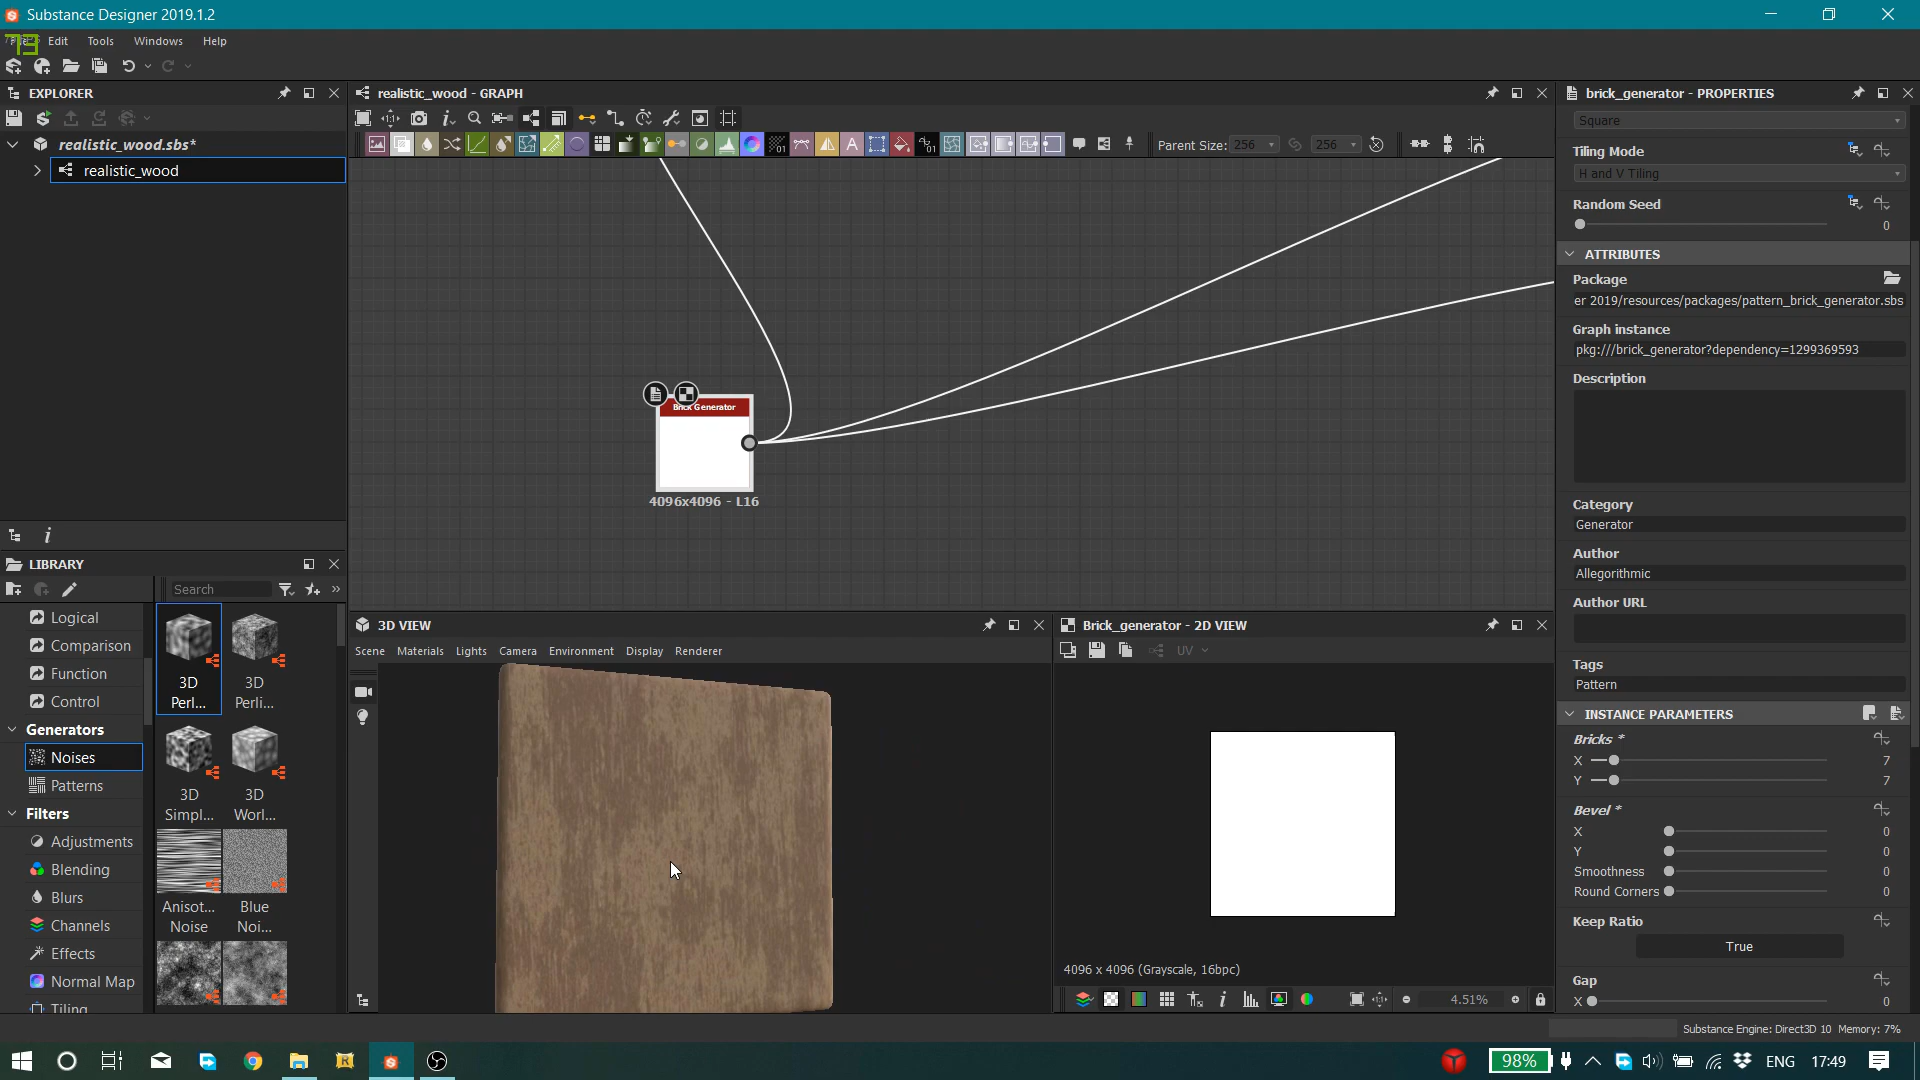 Substance Designer 2019.1.2
73
Edit
Tools
Windows
Help
EXPLORER
realistic_wood.sbs*
realistic_wood
realistic_wood - GRAPH
Parent Size:
256
256
Brick Generator
4096x4096 - L16
LIBRARY
Search
Logical
Comparison
Function
Control
Generators
Noises
Patterns
Filters
Adjustments
Blending
Blurs
Channels
Effects
Normal Map
Tiling
3D
Perl...
3D
Perli...
3D
Simpl...
3D
Worl...
Anisot...
Noise
Blue
Noi...
3D VIEW
Scene
Materials
Lights
Camera
Environment
Display
Renderer
Brick_generator - 2D VIEW
UV
4096 x 4096 (Grayscale, 16bpc)
4.51%
brick_generator - PROPERTIES
Square
Tiling Mode
H and V Tiling
Random Seed
0
ATTRIBUTES
Package
er 2019/resources/packages/pattern_brick_generator.sbs
Graph instance
pkg:///brick_generator?dependency=1299369593
Description
Category
Generator
Author
Allegorithmic
Author URL
Tags
Pattern
INSTANCE PARAMETERS
Bricks *
X 7
Y 7
Bevel *
X 0
Y 0
Smoothness 0
Round Corners 0
Keep Ratio
True
Gap
X 0
Substance Engine: Direct3D 10 Memory: 7%
98%
ENG
17:49